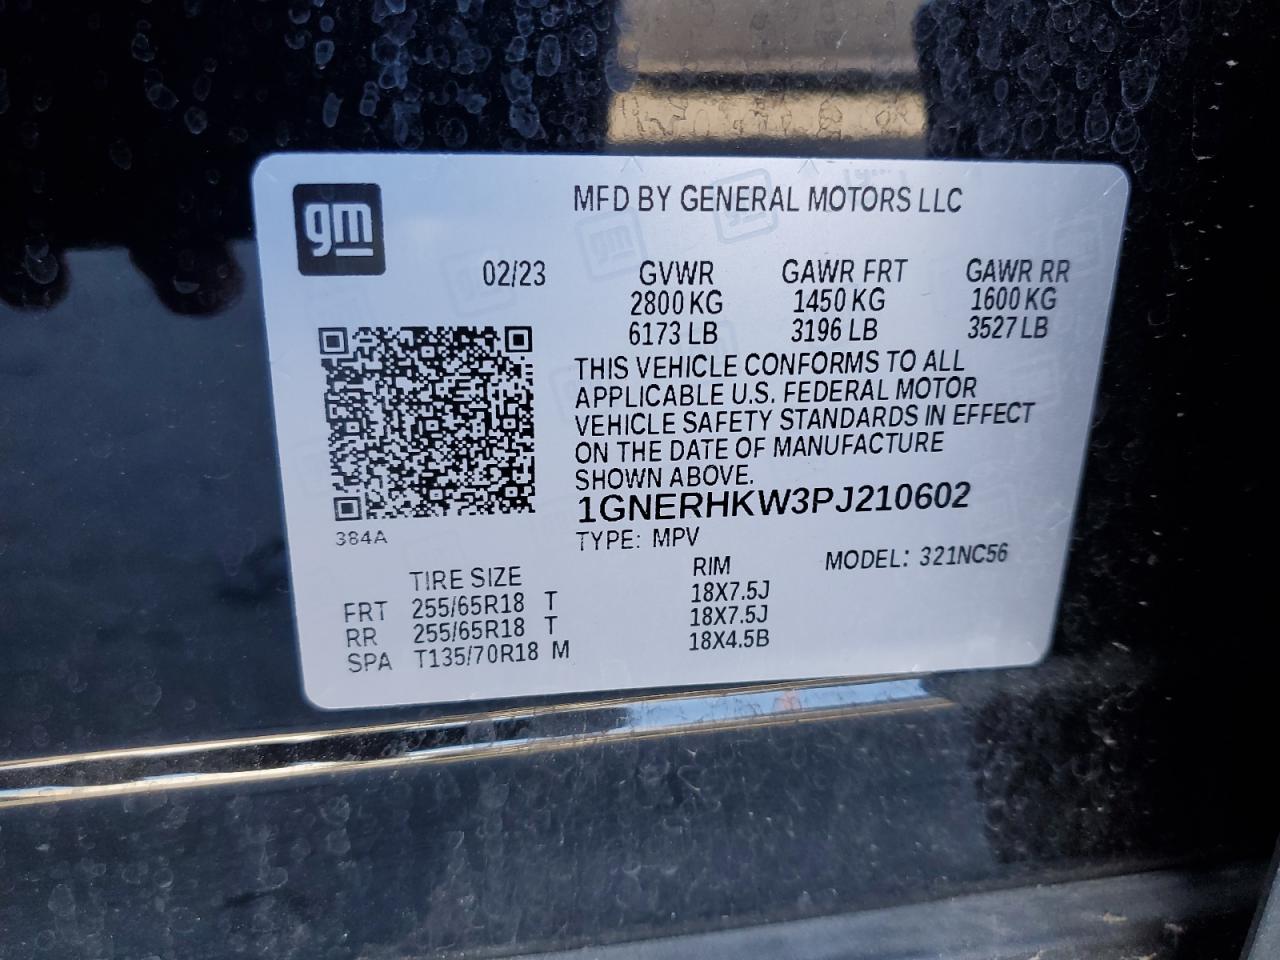 gm
MFD BY GENERAL MOTORS LLC
02/23 GVWR GAWR FRT GAWR RR
2800 KG 1450 KG 1600 KG
6173 LB 3196 LB 3527 LB
THIS VEHICLE CONFORMS TO ALL
APPLICABLE U.S. FEDERAL MOTOR
VEHICLE SAFETY STANDARDS IN EFFECT
ON THE DATE OF MANUFACTURE
SHOWN ABOVE.
1GNERHKW3PJ210602
384A
TYPE: MPV
MODEL: 321NC56
TIRE SIZE RIM
FRT 255/65R18 T 18X7.5J
RR 255/65R18 T 18X7.5J
SPA T135/70R18 M 18X4.5B